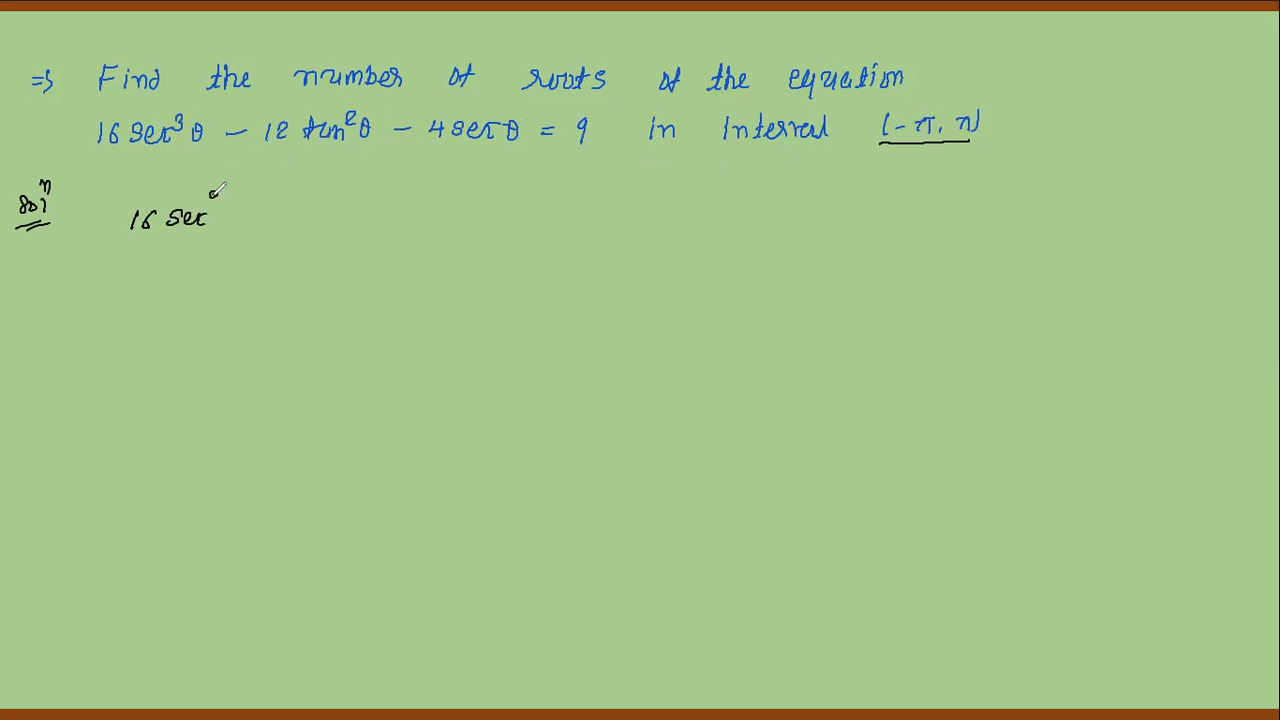 ⇒ Find the number of roots of the equation
16 sec³θ – 12 tan²θ – 4 secθ = 9 in interval (-π, π)
Solⁿ 16 sec